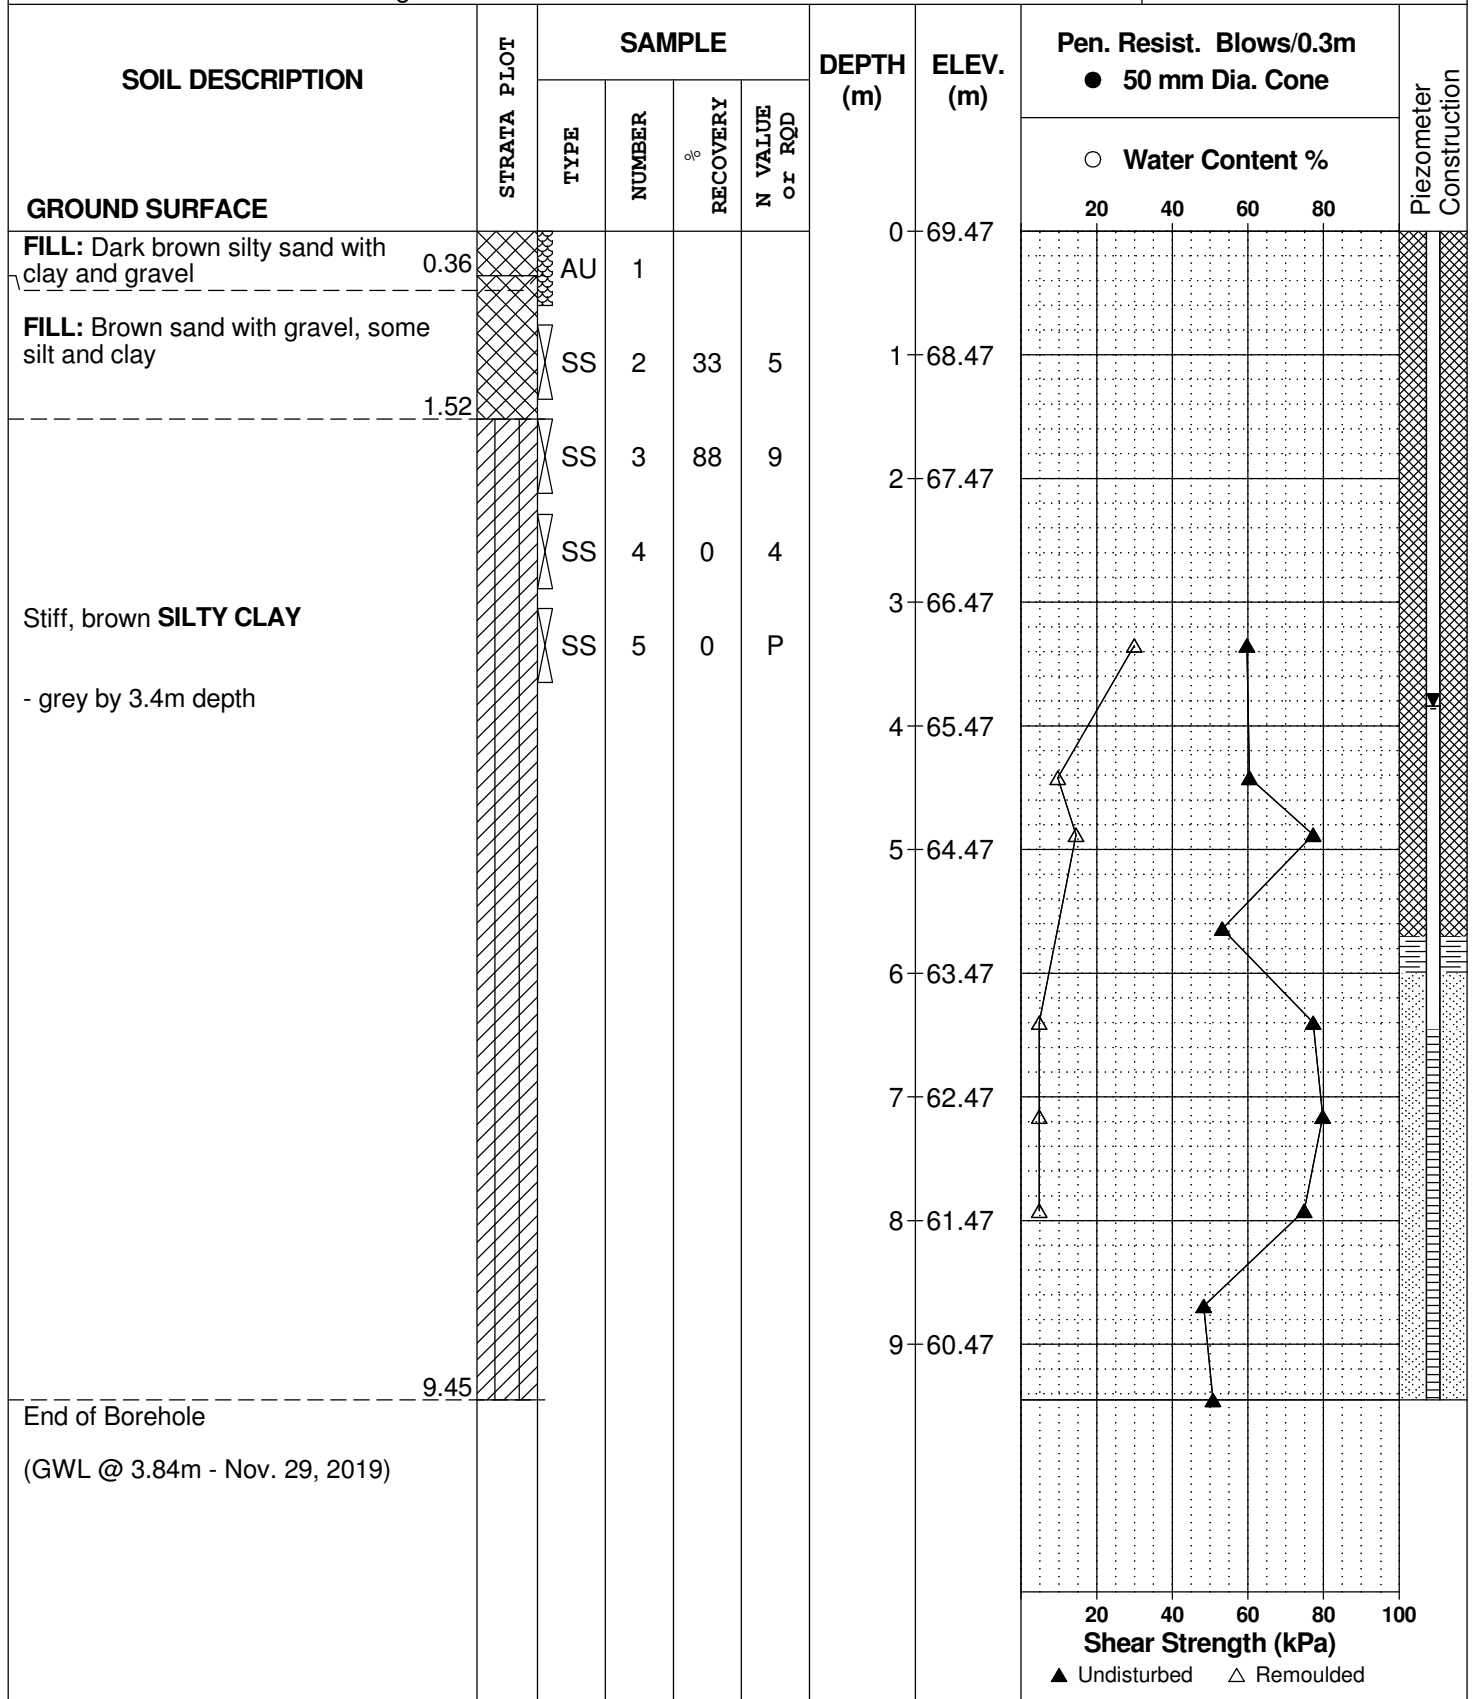 SOIL DESCRIPTION
GROUND SURFACE
STRATA PLOT
SAMPLE
TYPE
NUMBER
%
RECOVERY
N VALUE
or RQD
DEPTH
(m)
ELEV.
(m)
Pen. Resist. Blows/0.3m
● 50 mm Dia. Cone
○ Water Content %
20 40 60 80
Piezometer
Construction
FILL: Dark brown silty sand with
clay and gravel 0.36
AU 1
0 69.47
FILL: Brown sand with gravel, some
silt and clay
SS 2 33 5
1 68.47
1.52
SS 3 88 9
2 67.47
SS 4 0 4
3 66.47
Stiff, brown SILTY CLAY
SS 5 0 P
- grey by 3.4m depth
4 65.47
5 64.47
6 63.47
7 62.47
8 61.47
9 60.47
9.45
End of Borehole
(GWL @ 3.84m - Nov. 29, 2019)
20 40 60 80 100
Shear Strength (kPa)
▲ Undisturbed △ Remoulded